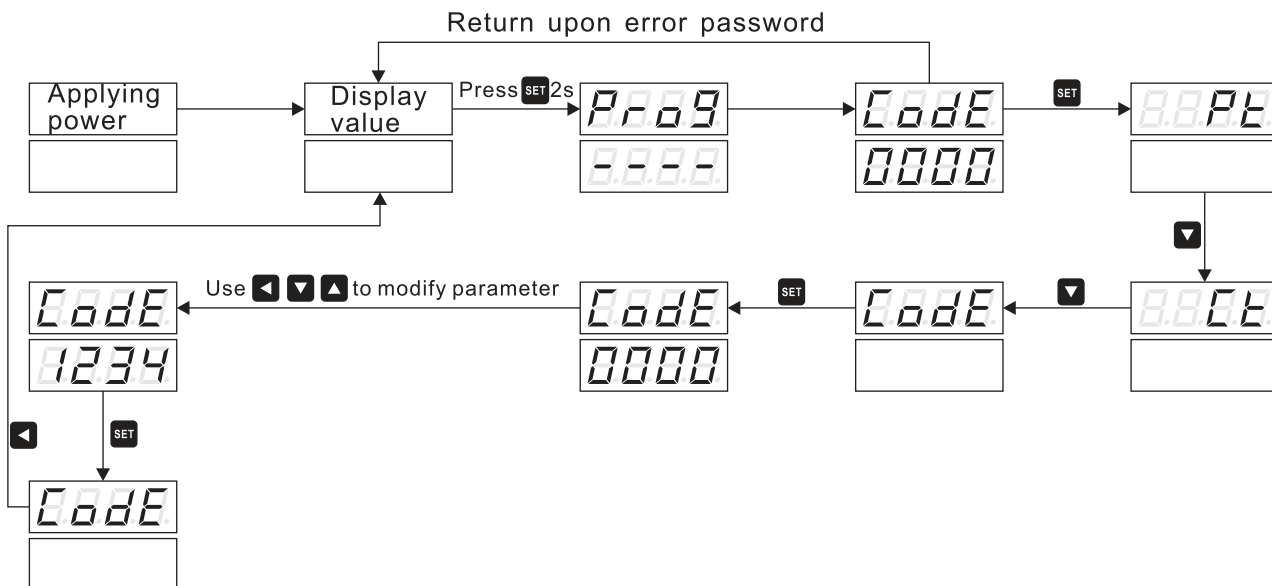 Return upon error password
Applying
power
Display
value
Press SET 2s
Prog
----
CodE
0000
SET
Pt
Ct
CodE
SET
CodE
0000
Use to modify parameter
CodE
1234
SET
CodE